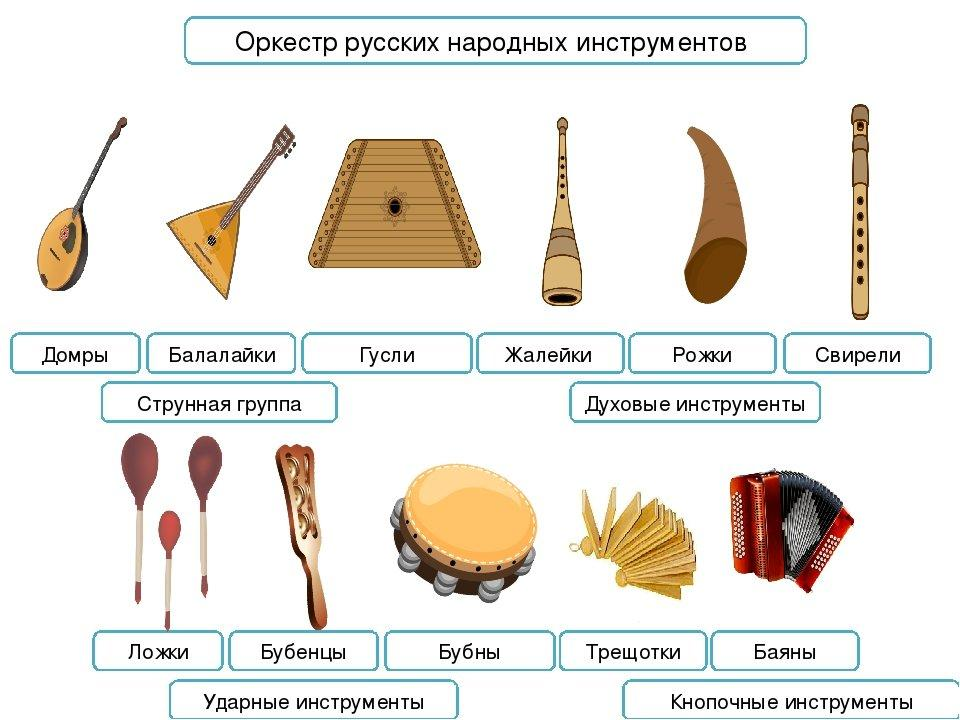 Оркестр русских народных инструментов
Домры
Балалайки
Гусли
Жалейки
Рожки
Свирели
Струнная группа
Духовые инструменты
Ложки
Бубенцы
Бубны
Трещотки
Баяны
Ударные инструменты
Кнопочные инструменты